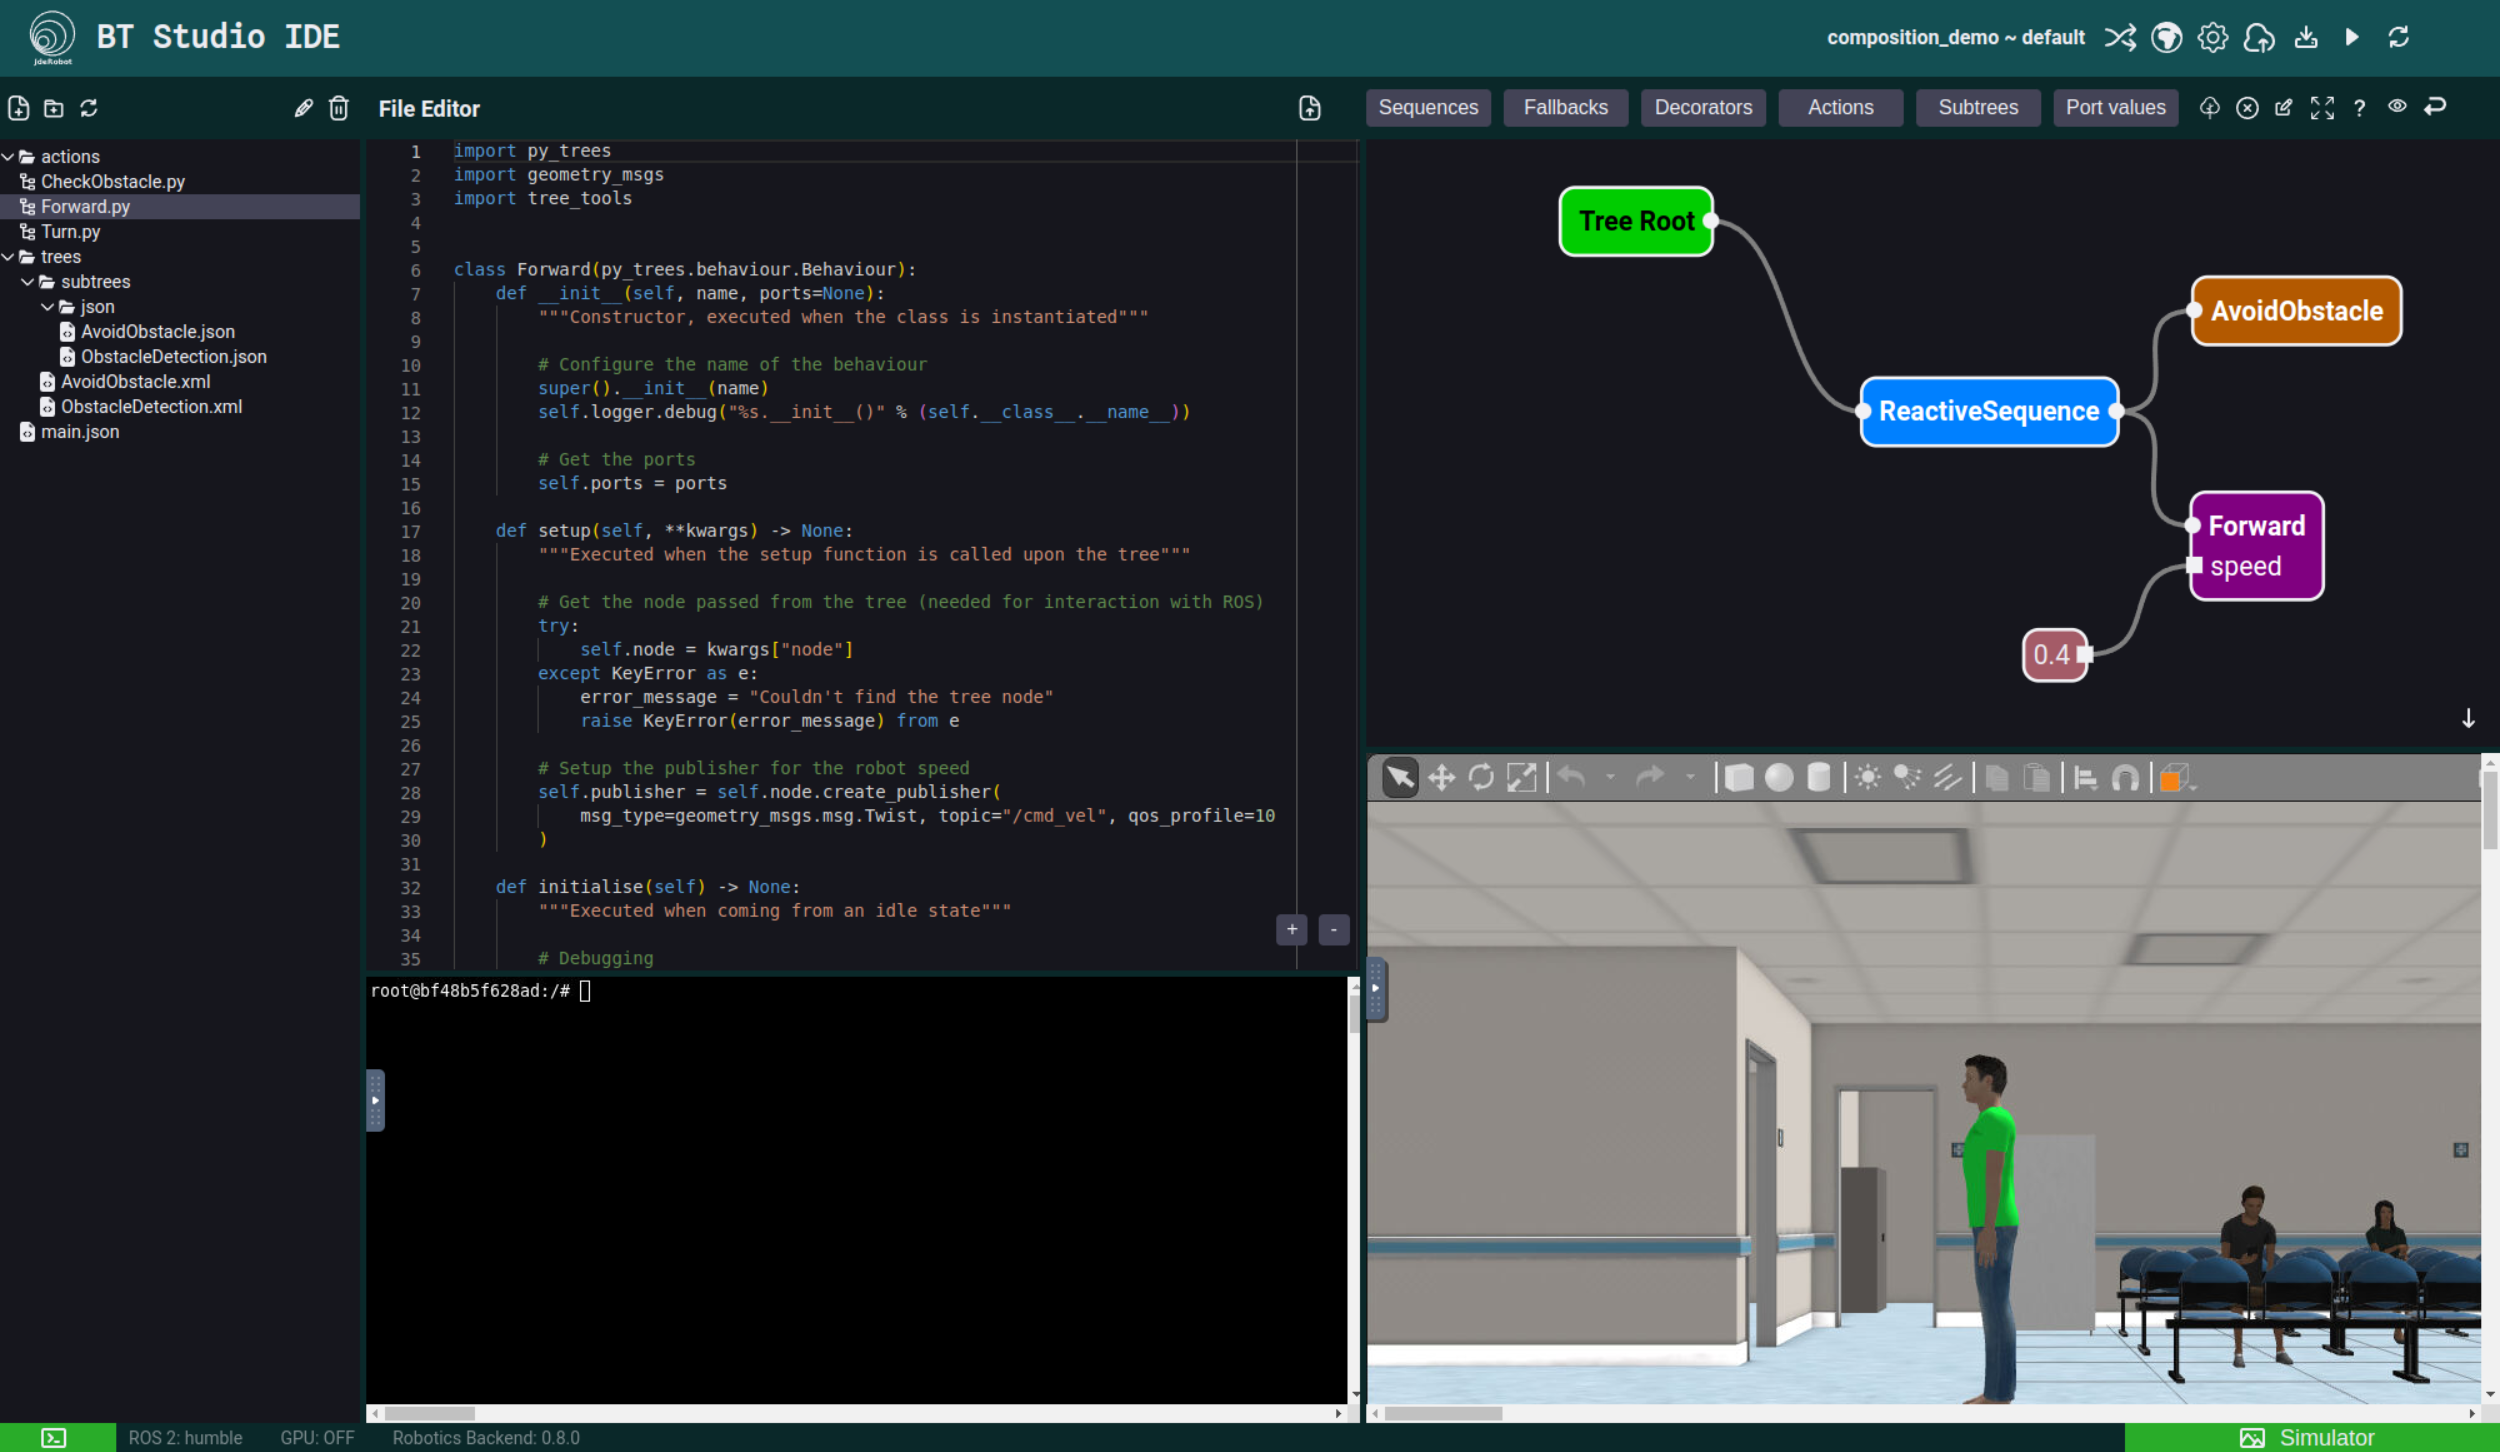 JdeRobot
BT Studio IDE
composition_demo ~ default
File Editor
Sequences
Fallbacks
Decorators
Actions
Subtrees
Port values
?
actions
CheckObstacle.py
Forward.py
Turn.py
trees
subtrees
json
AvoidObstacle.json
ObstacleDetection.json
AvoidObstacle.xml
ObstacleDetection.xml
main.json
1 import py_trees
2 import geometry_msgs
3 import tree_tools
4
5
6 class Forward(py_trees.behaviour.Behaviour):
7 def __init__(self, name, ports=None):
8 """Constructor, executed when the class is instantiated"""
9
10 # Configure the name of the behaviour
11 super().__init__(name)
12 self.logger.debug("%s.__init__()" % (self.__class__.__name__))
13
14 # Get the ports
15 self.ports = ports
16
17 def setup(self, **kwargs) -> None:
18 """Executed when the setup function is called upon the tree"""
19
20 # Get the node passed from the tree (needed for interaction with ROS)
21 try:
22 self.node = kwargs["node"]
23 except KeyError as e:
24 error_message = "Couldn't find the tree node"
25 raise KeyError(error_message) from e
26
27 # Setup the publisher for the robot speed
28 self.publisher = self.node.create_publisher(
29 msg_type=geometry_msgs.msg.Twist, topic="/cmd_vel", qos_profile=10
30 )
31
32 def initialise(self) -> None:
33 """Executed when coming from an idle state"""
34
35 # Debugging
+ -
root@bf48b5f628ad:/#
Tree Root
AvoidObstacle
ReactiveSequence
Forward
speed
0.4
ROS 2: humble
GPU: OFF
Robotics Backend: 0.8.0
Simulator